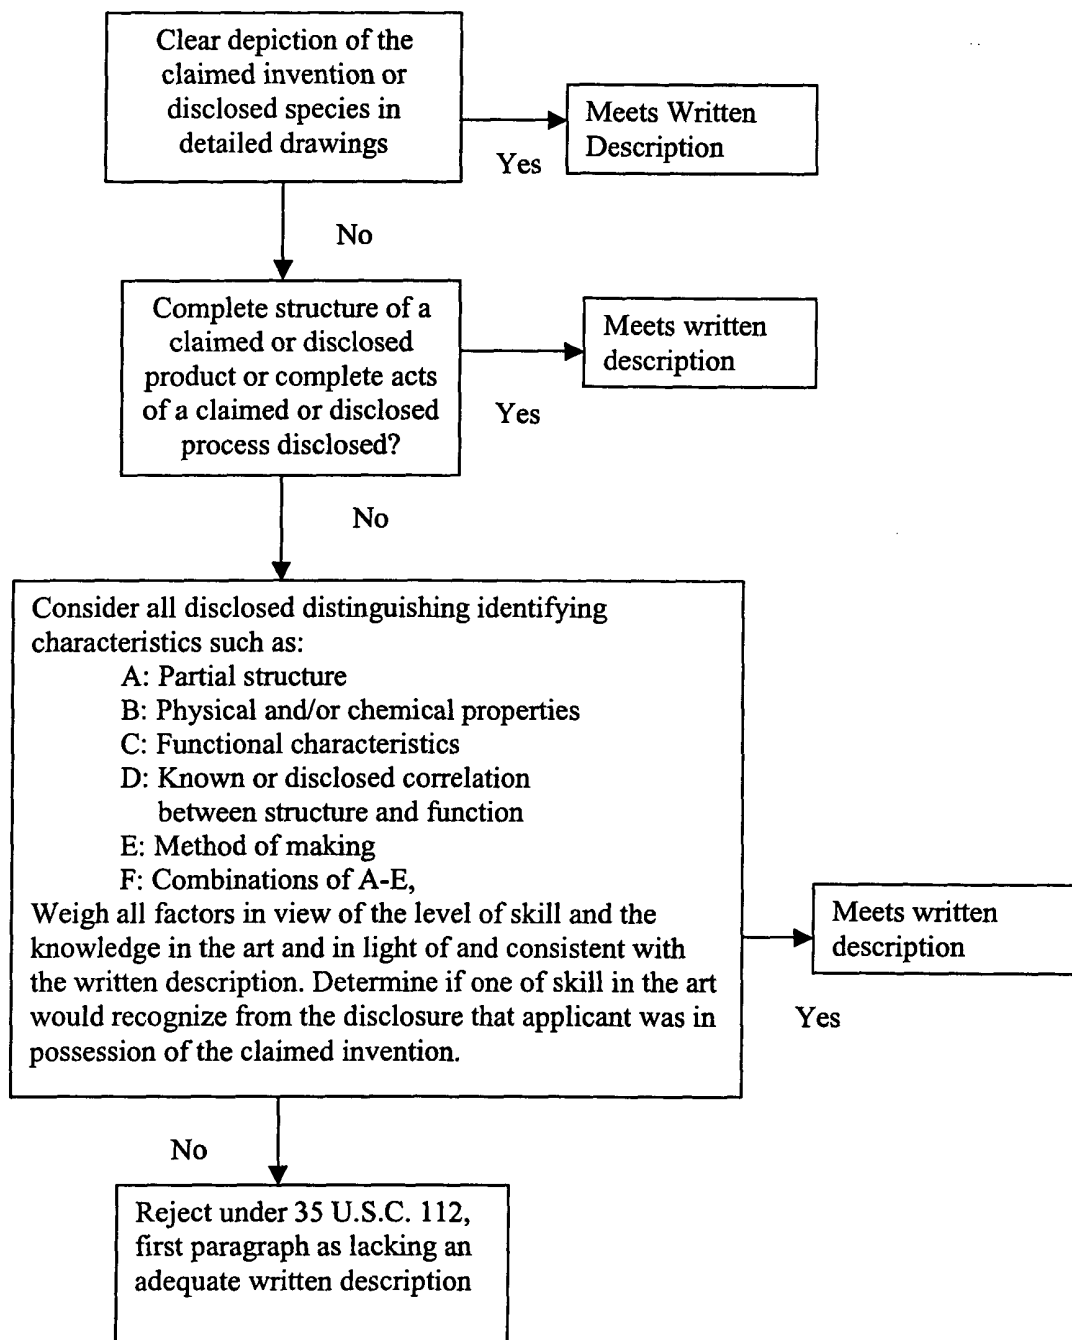 Clear depiction of the
claimed invention or
disclosed species in
detailed drawings
Meets Written
Description
Yes
No
Complete structure of a
claimed or disclosed
product or complete acts
of a claimed or disclosed
process disclosed?
Meets written
description
Yes
No
Consider all disclosed distinguishing identifying
characteristics such as:
A: Partial structure
B: Physical and/or chemical properties
C: Functional characteristics
D: Known or disclosed correlation
between structure and function
E: Method of making
F: Combinations of A-E,
Weigh all factors in view of the level of skill and the
knowledge in the art and in light of and consistent with
the written description. Determine if one of skill in the art
would recognize from the disclosure that applicant was in
possession of the claimed invention.
Meets written
description
Yes
No
Reject under 35 U.S.C. 112,
first paragraph as lacking an
adequate written description